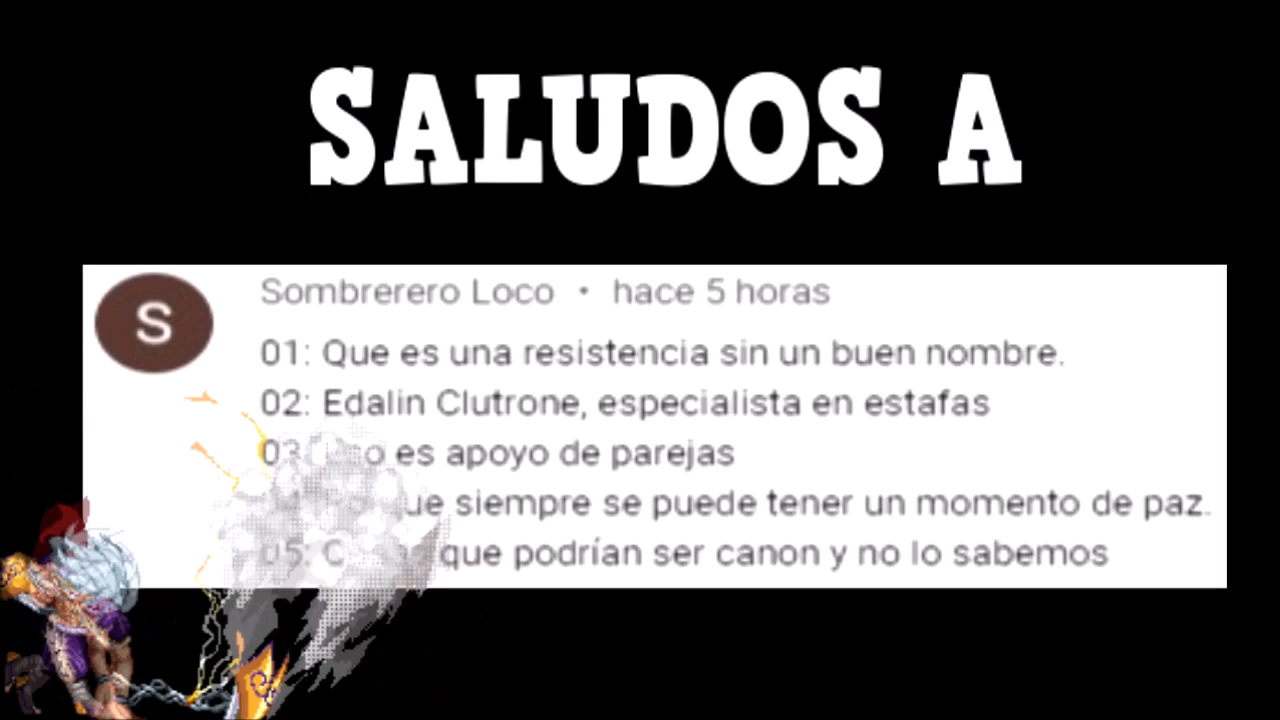 SALUDOS A
S
Sombrerero Loco • hace 5 horas
01: Que es una resistencia sin un buen nombre.
02: Edalin Clutrone, especialista en estafas
03: es apoyo de parejas
siempre se puede tener un momento de paz.
05: que podrían ser canon y no lo sabemos